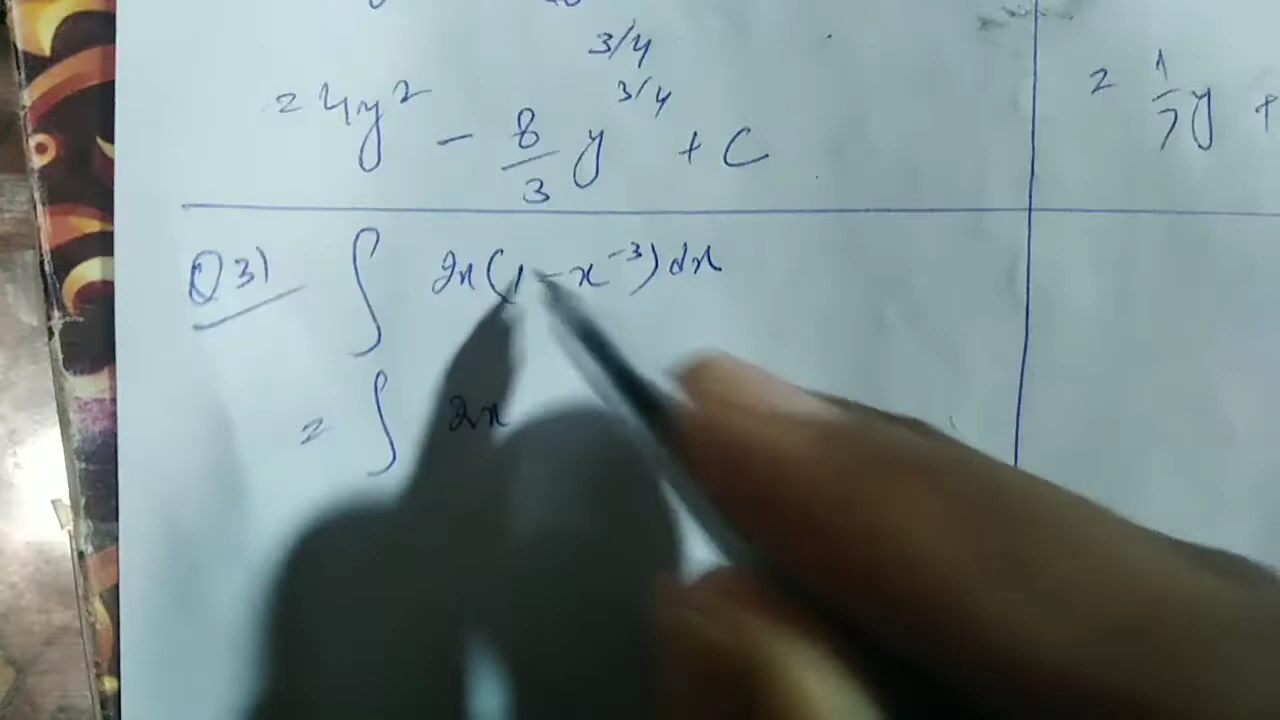 3/4
= 4y² - 8/3 y^3/4 + C
= 1/7 y +
Q3) ∫ 2x(1-x⁻³)dx
= ∫ 2x